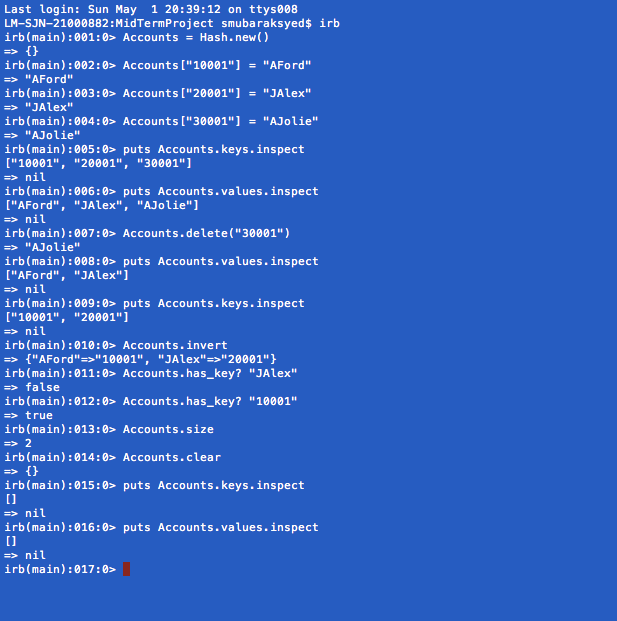 Last login: Sun May  1 20:39:12 on ttys008
LM-SJN-21000882:MidTermProject smubaraksyed$ irb
irb(main):001:0> Accounts = Hash.new()
=> {}
irb(main):002:0> Accounts["10001"] = "AFord"
=> "AFord"
irb(main):003:0> Accounts["20001"] = "JAlex"
=> "JAlex"
irb(main):004:0> Accounts["30001"] = "AJolie"
=> "AJolie"
irb(main):005:0> puts Accounts.keys.inspect
["10001", "20001", "30001"]
=> nil
irb(main):006:0> puts Accounts.values.inspect
["AFord", "JAlex", "AJolie"]
=> nil
irb(main):007:0> Accounts.delete("30001")
=> "AJolie"
irb(main):008:0> puts Accounts.values.inspect
["AFord", "JAlex"]
=> nil
irb(main):009:0> puts Accounts.keys.inspect
["10001", "20001"]
=> nil
irb(main):010:0> Accounts.invert
=> {"AFord"=>"10001", "JAlex"=>"20001"}
irb(main):011:0> Accounts.has_key? "JAlex"
=> false
irb(main):012:0> Accounts.has_key? "10001"
=> true
irb(main):013:0> Accounts.size
=> 2
irb(main):014:0> Accounts.clear
=> {}
irb(main):015:0> puts Accounts.keys.inspect
[]
=> nil
irb(main):016:0> puts Accounts.values.inspect
[]
=> nil
irb(main):017:0>